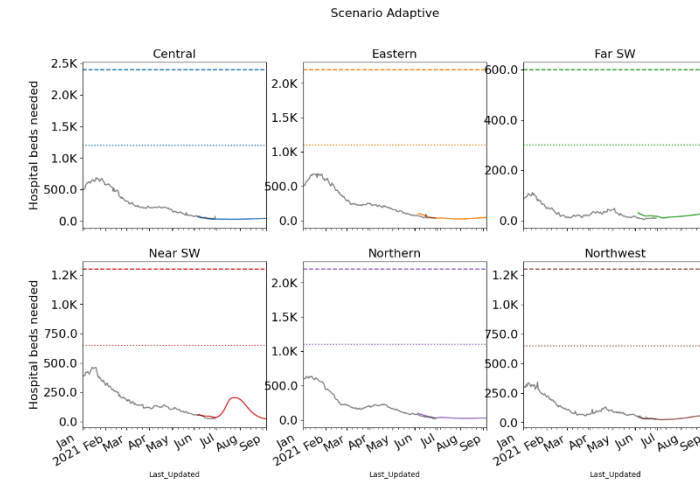 Scenario Adaptive
Central
2.5K
2.0K
1.5K
1.0K
500.0
0.0
Hospital beds needed
Eastern
2.0K
1.5K
1.0K
500.0
0.0
Far SW
600.0
400.0
200.0
0.0
Near SW
1.2K
1.0K
750.0
500.0
250.0
0.0
Hospital beds needed
Jan
2021 Feb Mar Apr May Jun Jul Aug Sep
Last_Updated
Northern
2.0K
1.5K
1.0K
500.0
0.0
Jan
2021 Feb Mar Apr May Jun Jul Aug Sep
Last_Updated
Northwest
1.2K
1.0K
750.0
500.0
250.0
0.0
Jan
2021 Feb Mar Apr May Jun Jul Aug Sep
Last_Updated